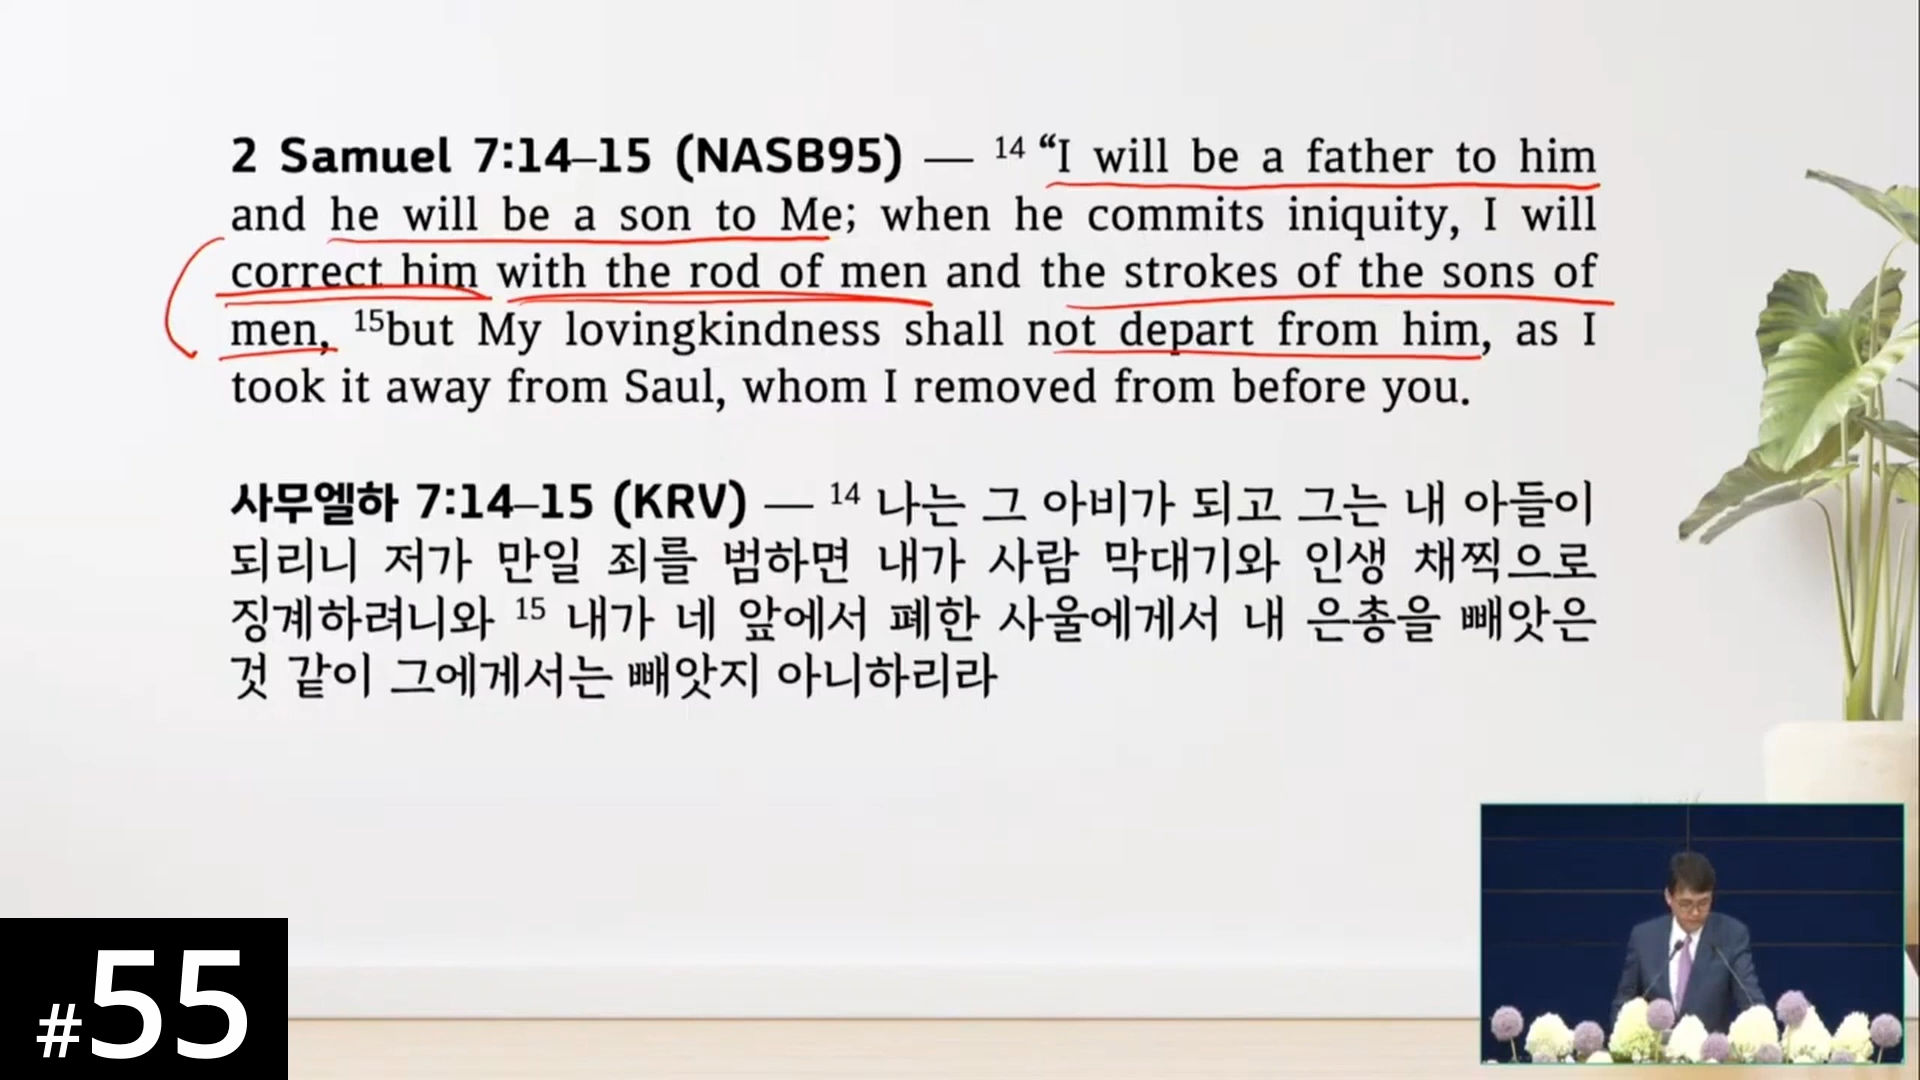 2 Samuel 7:14–15 (NASB95) — 14 “I will be a father to him
and he will be a son to Me; when he commits iniquity, I will
correct him with the rod of men and the strokes of the sons of
men, 15but My lovingkindness shall not depart from him, as I
took it away from Saul, whom I removed from before you.
사무엘하 7:14–15 (KRV) — 14 나는 그 아비가 되고 그는 내 아들이
되리니 저가 만일 죄를 범하면 내가 사람 막대기와 인생 채찍으로
징계하려니와 15 내가 네 앞에서 폐한 사울에게서 내 은총을 빼앗은
것 같이 그에게서는 빼앗지 아니하리라
#55